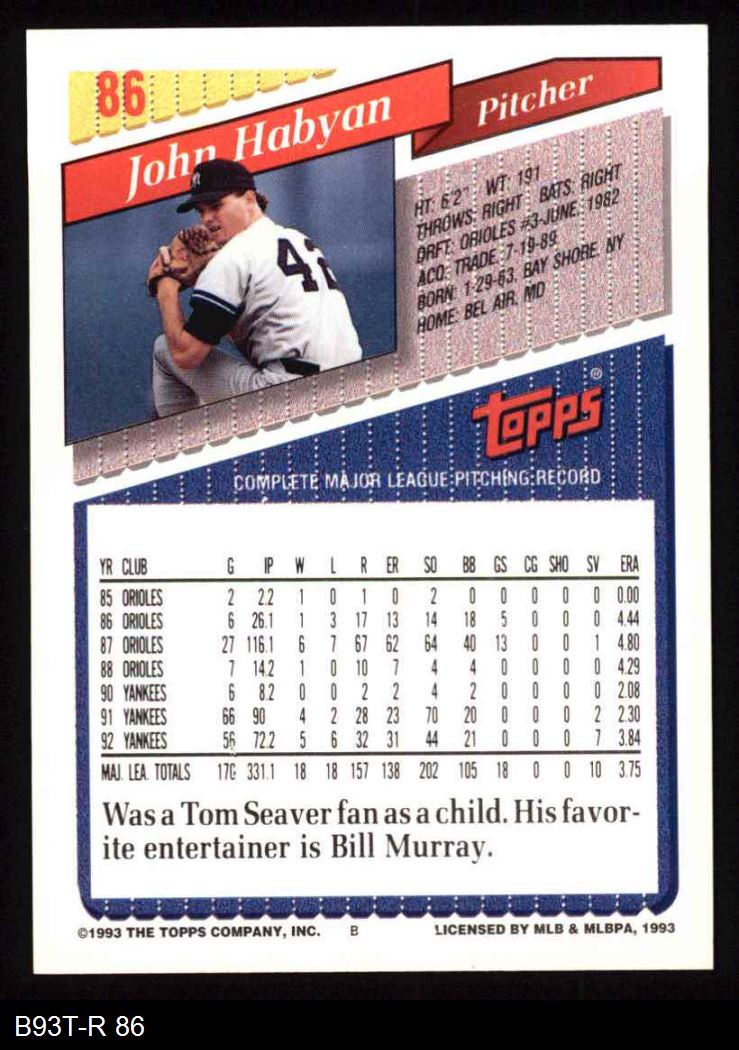 86
John Habyan
Pitcher
HT: 6'2" WT: 191
THROWS: RIGHT BATS: RIGHT
DRFT: ORIOLES #3-JUNE, 1982
ACQ: TRADE, 7-19-89
BORN: 1-29-63, BAY SHORE, NY
HOME: BEL AIR, MD
NY
42
topps®
COMPLETE MAJOR LEAGUE PITCHING RECORD
YR CLUB G IP W L R ER SO BB GS CG SHO SV ERA
85 ORIOLES 2 2.2 1 0 1 0 2 0 0 0 0 0 0.00
86 ORIOLES 6 26.1 1 3 17 13 14 18 5 0 0 0 4.44
87 ORIOLES 27 116.1 6 7 67 62 64 40 13 0 0 1 4.80
88 ORIOLES 7 14.2 1 0 10 7 4 4 0 0 0 0 4.29
90 YANKEES 6 8.2 0 0 2 2 4 2 0 0 0 0 2.08
91 YANKEES 66 90 4 2 28 23 70 20 0 0 0 2 2.30
92 YANKEES 56 72.2 5 6 32 31 44 21 0 0 0 7 3.84
MAJ. LEA. TOTALS 170 331.1 18 18 157 138 202 105 18 0 0 10 3.75
Was a Tom Seaver fan as a child. His favor-
ite entertainer is Bill Murray.
©1993 THE TOPPS COMPANY, INC. B LICENSED BY MLB & MLBPA, 1993
B93T-R 86